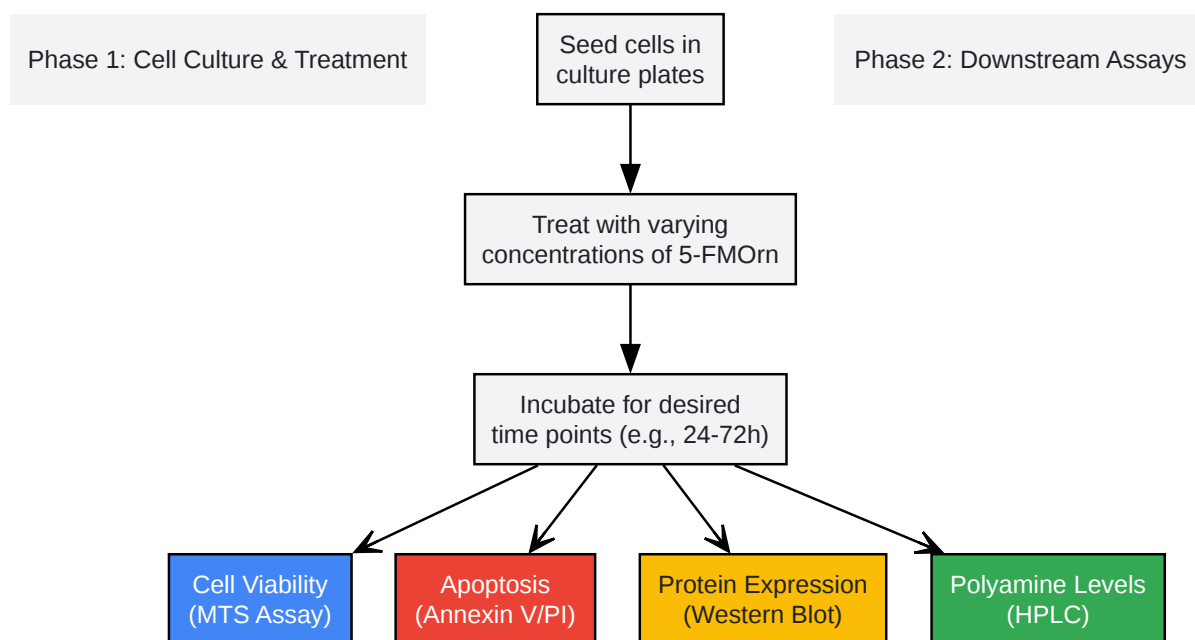 Phase 1: Cell Culture & Treatment
Seed cells in
culture plates
Phase 2: Downstream Assays
Treat with varying
concentrations of 5-FMOrn
Incubate for desired
time points (e.g., 24-72h)
Cell Viability
(MTS Assay)
Apoptosis
(Annexin V/PI)
Protein Expression
(Western Blot)
Polyamine Levels
(HPLC)